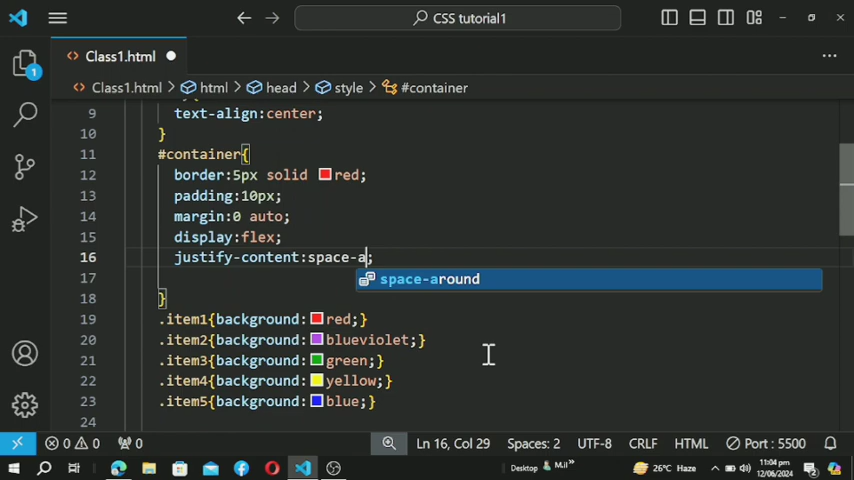 CSS tutorial1
Class1.html
1
Class1.html > html > head > style > #container
9 text-align:center;
10 }
11 #container{
12 border:5px solid red;
13 padding:10px;
14 margin:0 auto;
15 display:flex;
16 justify-content:space-a;
space-around
17
18 }
19 .item1{background: red;}
20 .item2{background: blueviolet;}
21 .item3{background: green;}
22 .item4{background: yellow;}
23 .item5{background: blue;}
24
0 0 0 Ln 16, Col 29 Spaces: 2 UTF-8 CRLF HTML Port : 5500
Desktop 26°C Haze 11:04 pm
12/06/2024 2